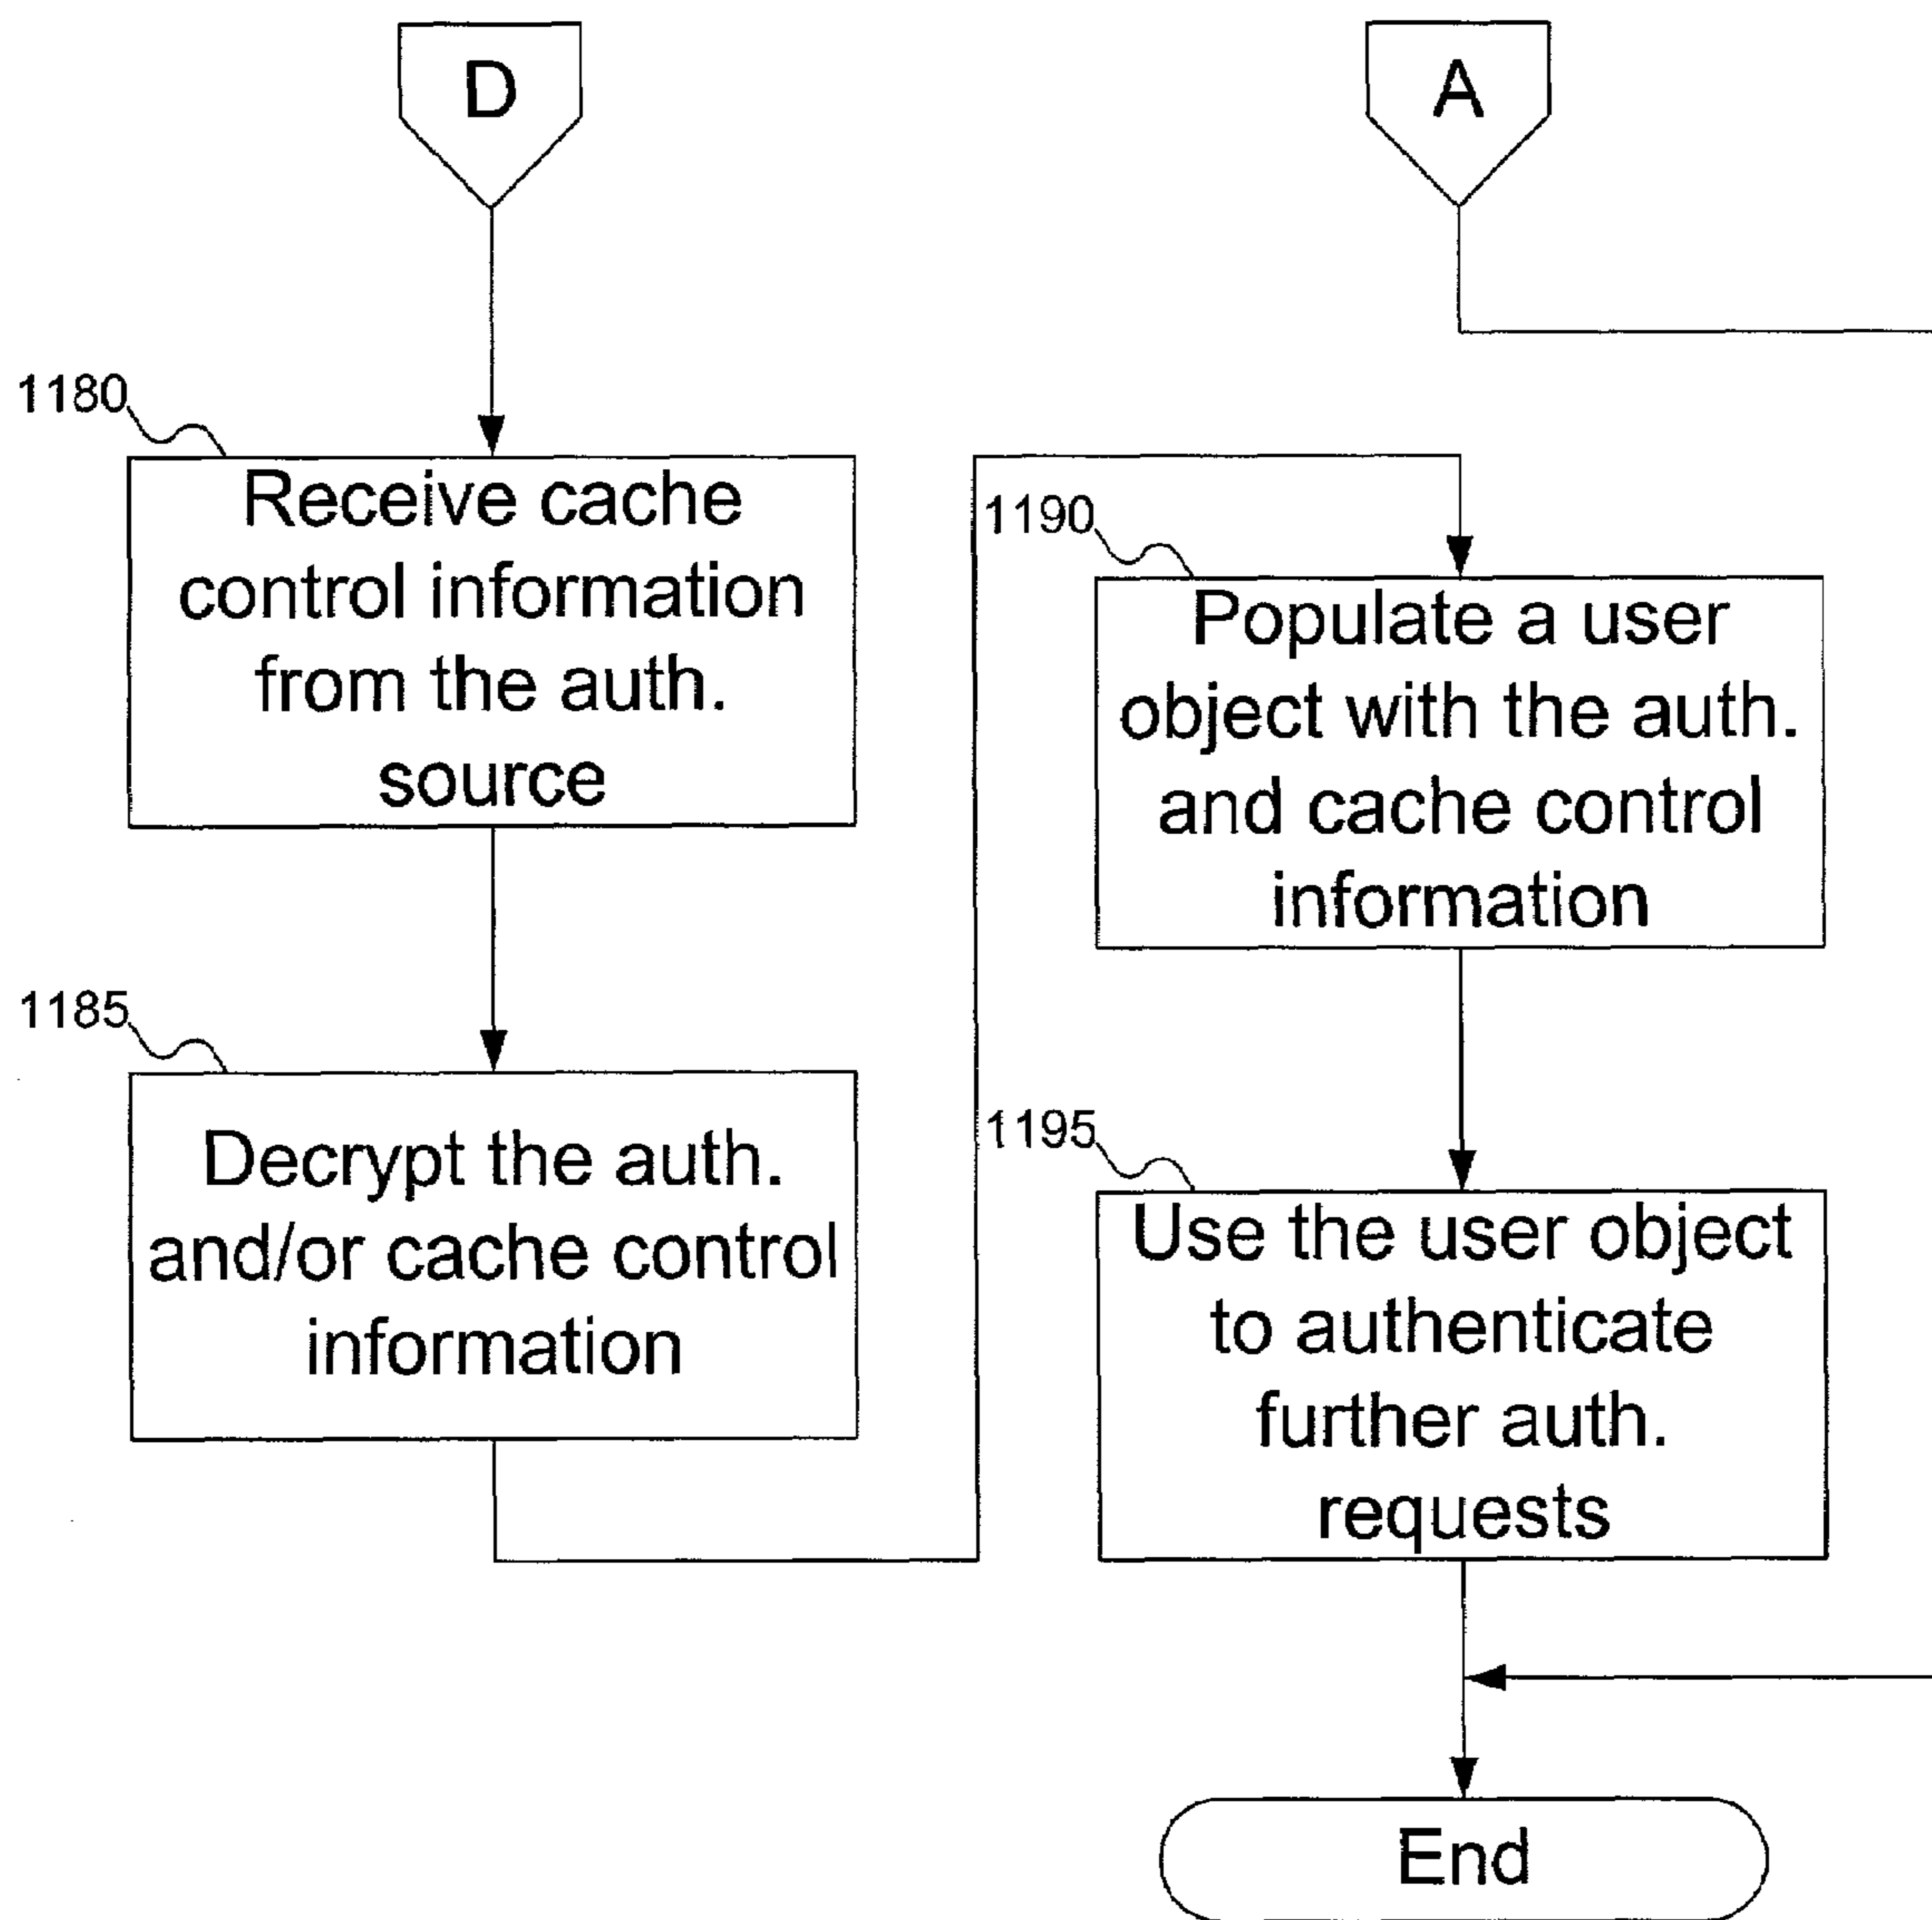 D
1180
Receive cache
control information
from the auth.
source
1185
Decrypt the auth.
and/or cache control
information
A
1190
Populate a user
object with the auth.
and cache control
information
1195
Use the user object
to authenticate
further auth.
requests
End